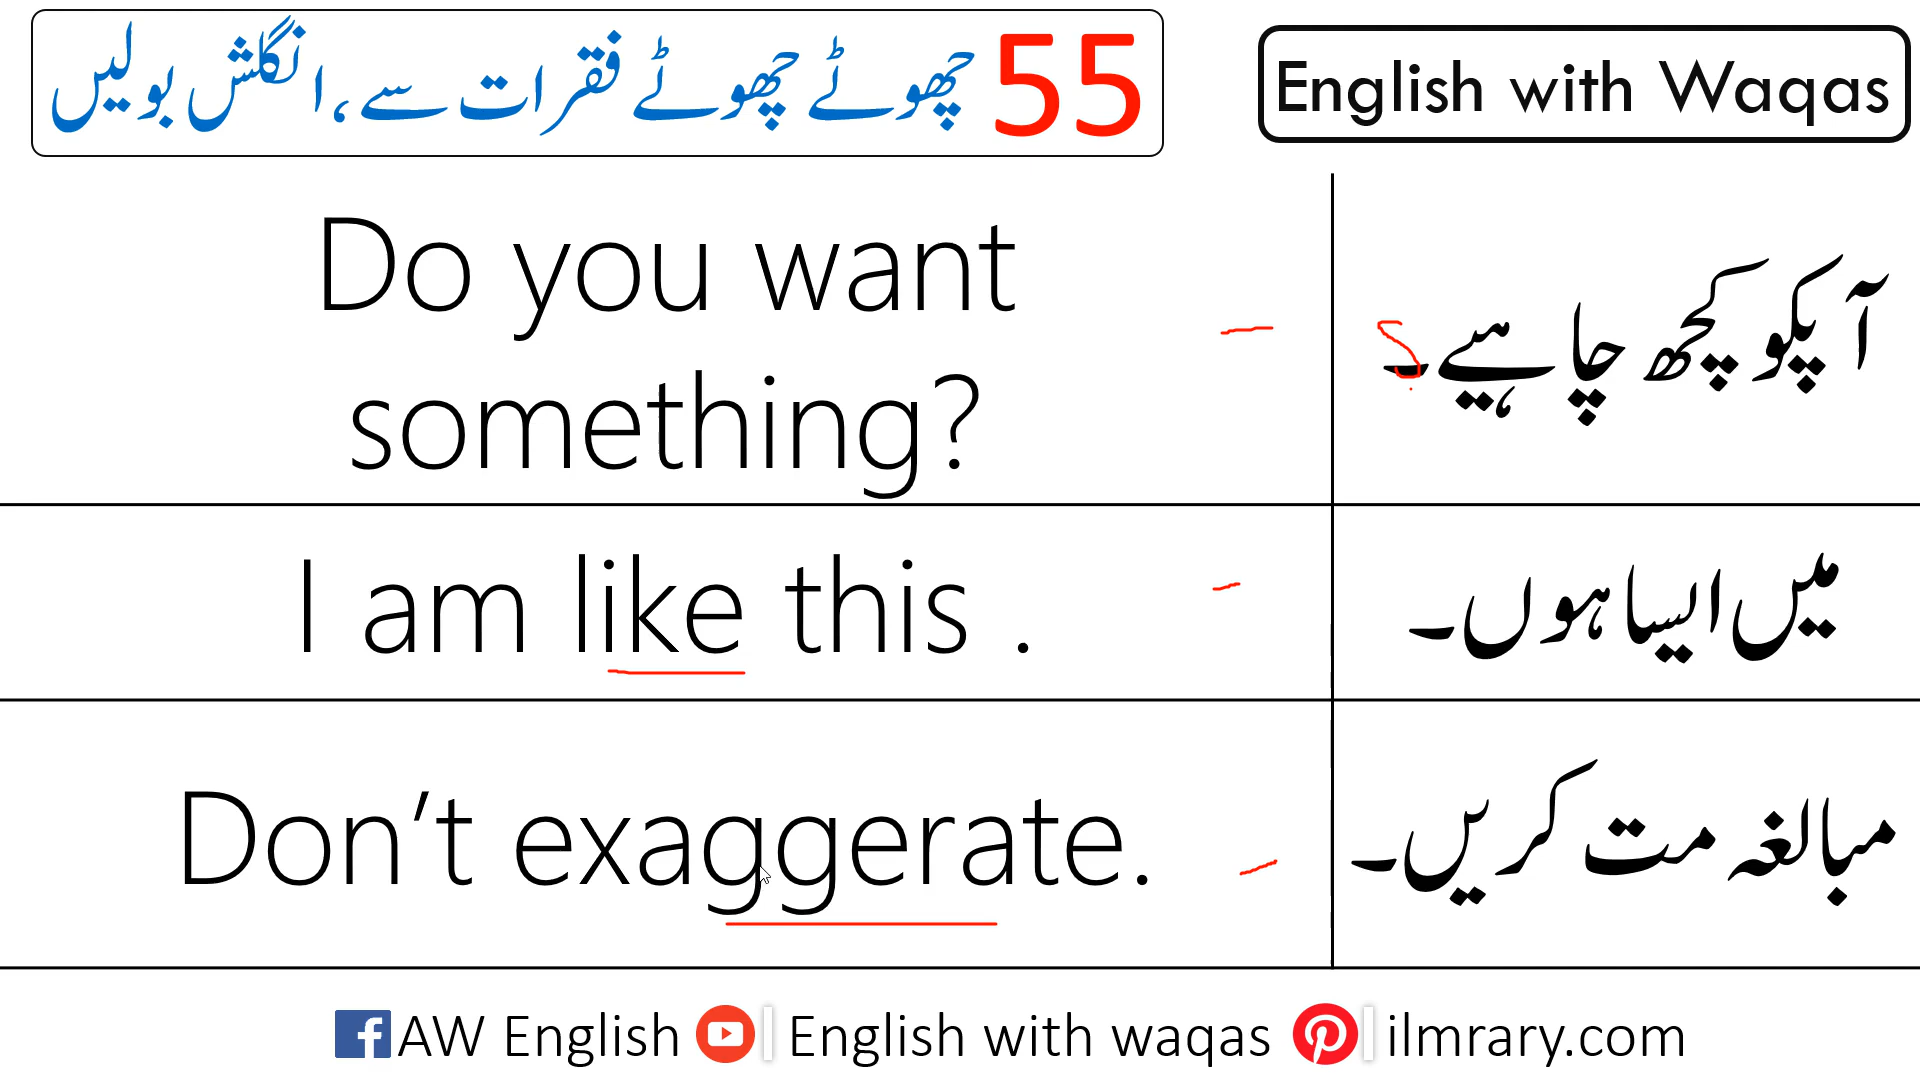 55 چھوٹے چھوٹے فقرات سے، انگلش بولیں
English with Waqas
Do you want
something?
آپکو کچھ چاہیے۔
I am like this .
میں ایسا ہوں۔
Don’t exaggerate.
مبالغہ مت کریں۔
AW English | English with waqas | ilmrary.com